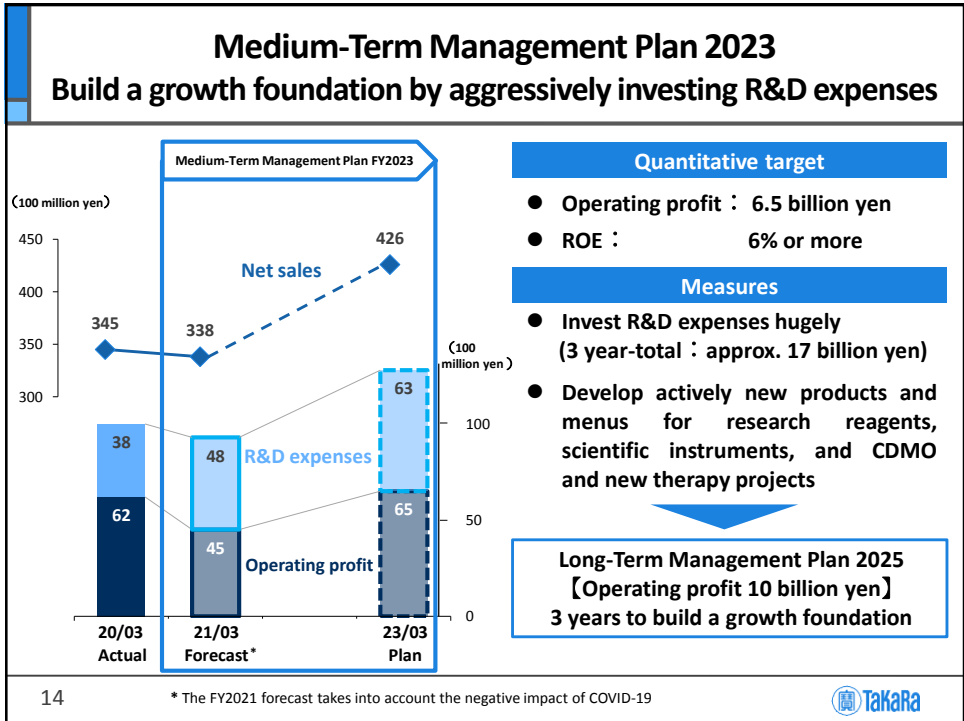 Medium-Term Management Plan 2023
Build a growth foundation by aggressively investing R&D expenses
Medium-Term Management Plan FY2023
（100 million yen）
450
400
350
300
345
338
426
Net sales
（100
million yen）
100
50
0
38
62
48
45
63
65
R&D expenses
Operating profit
20/03
Actual
21/03
Forecast*
23/03
Plan
Quantitative target
● Operating profit： 6.5 billion yen
● ROE： 6% or more
Measures
● Invest R&D expenses hugely
(3 year-total：approx. 17 billion yen)
● Develop actively new products and
menus for research reagents,
scientific instruments, and CDMO
and new therapy projects
Long-Term Management Plan 2025
【Operating profit 10 billion yen】
3 years to build a growth foundation
14
* The FY2021 forecast takes into account the negative impact of COVID-19
寳 TaKaRa